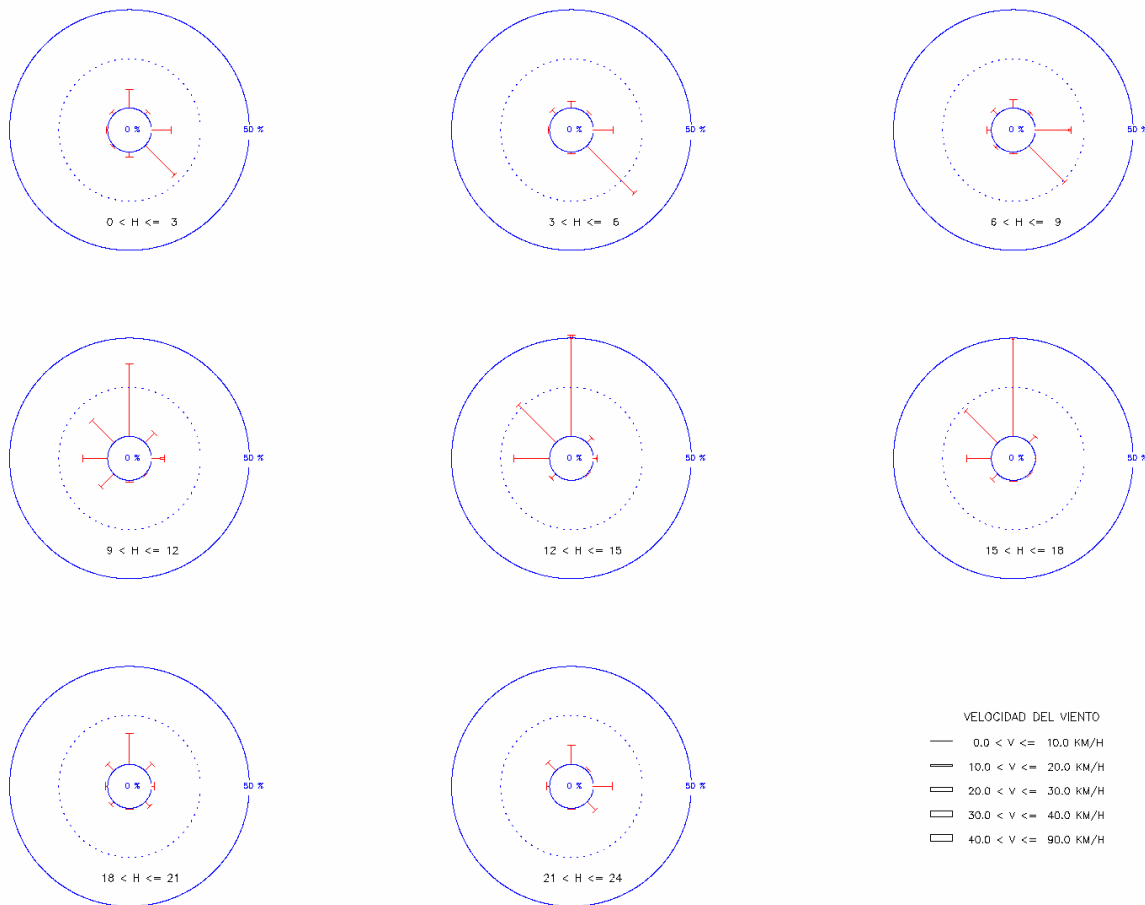 0 % 50 % 0 % 50 % 0 % 50 %
0 < H <= 3 3 < H <= 6 6 < H <= 9
0 % 50 % 0 % 50 % 0 % 50 %
9 < H <= 12 12 < H <= 15 15 < H <= 18
VELOCIDAD DEL VIENTO
0.0 < V <= 10.0 KM/H
10.0 < V <= 20.0 KM/H
0 % 50 % 0 % 50 %
20.0 < V <= 30.0 KM/H
30.0 < V <= 40.0 KM/H
40.0 < V <= 90.0 KM/H
18 < H <= 21 21 < H <= 24